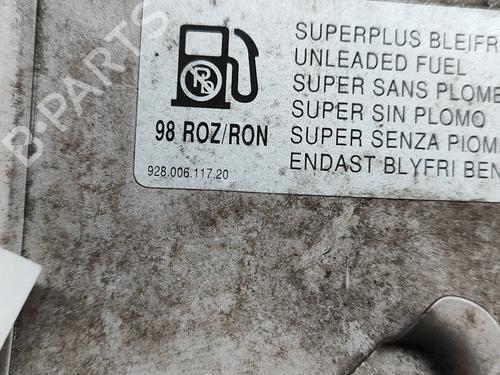 SUPERPLUS BLEIFR
UNLEADED FUEL
SUPER SANS PLOMB
SUPER SIN PLOMO
SUPER SENZA PIOM
ENDAST BLYFRI BEN
98 ROZ/RON
928.006.117.20
B-PARTS